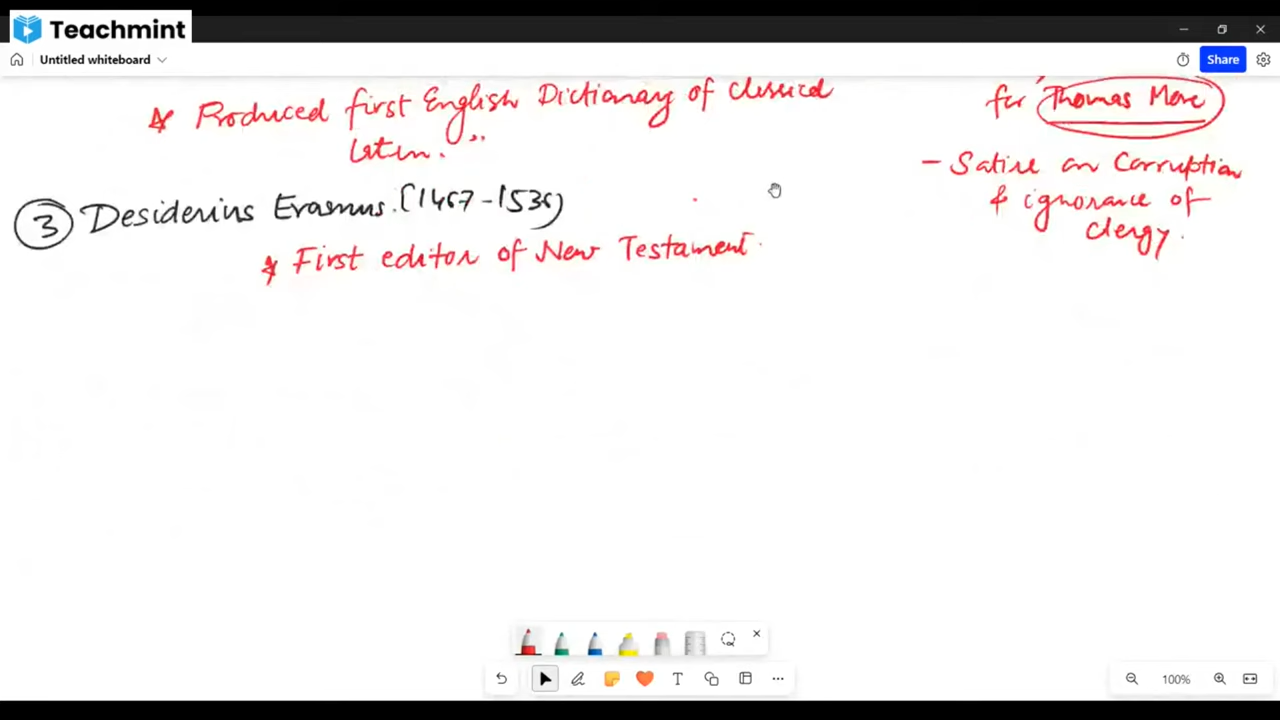 Teachmint
Untitled whiteboard
Share
* Produced first English Dictionary of classical
latin."
③ Desiderius Erasmus. (1467-1536)
* First editor of New Testament.
for Thomas More
- Satire on Corruption
& ignorance of
clergy.
T
100%